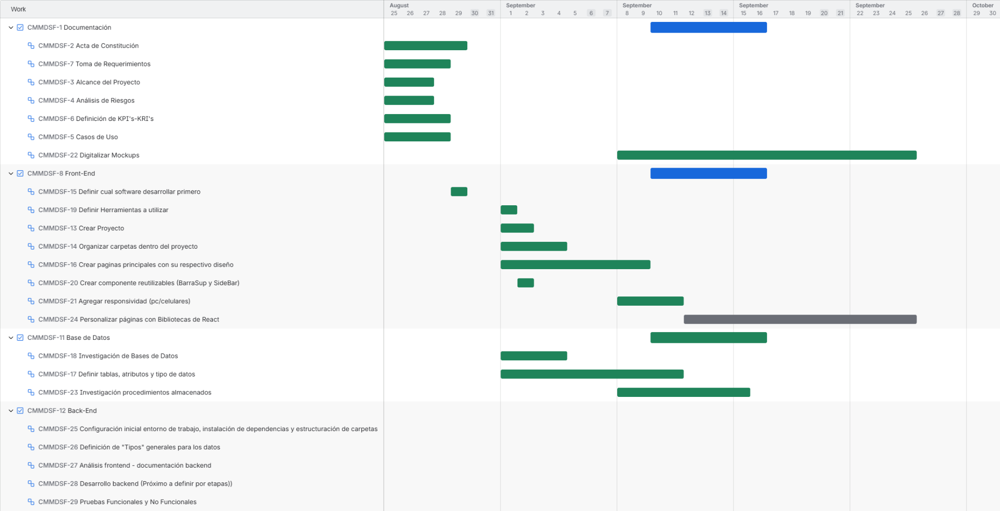 Work
August September September September September October
25 26 27 28 29 30 31 1 2 3 4 5 6 7 8 9 10 11 12 13 14 15 16 17 18 19 20 21 22 23 24 25 26 27 28 29 30
CMMDSF-1 Documentación
CMMDSF-2 Acta de Constitución
CMMDSF-7 Toma de Requerimientos
CMMDSF-3 Alcance del Proyecto
CMMDSF-4 Análisis de Riesgos
CMMDSF-6 Definición de KPI's-KRI's
CMMDSF-5 Casos de Uso
CMMDSF-22 Digitalizar Mockups
CMMDSF-8 Front-End
CMMDSF-15 Definir cual software desarrollar primero
CMMDSF-19 Definir Herramientas a utilizar
CMMDSF-13 Crear Proyecto
CMMDSF-14 Organizar carpetas dentro del proyecto
CMMDSF-16 Crear paginas principales con su respectivo diseño
CMMDSF-20 Crear componente reutilizables (BarraSup y SideBar)
CMMDSF-21 Agregar responsividad (pc/celulares)
CMMDSF-24 Personalizar páginas con Bibliotecas de React
CMMDSF-11 Base de Datos
CMMDSF-18 Investigación de Bases de Datos
CMMDSF-17 Definir tablas, atributos y tipo de datos
CMMDSF-23 Investigación procedimientos almacenados
CMMDSF-12 Back-End
CMMDSF-25 Configuración inicial entorno de trabajo, instalación de dependencias y estructuración de carpetas
CMMDSF-26 Definición de "Tipos" generales para los datos
CMMDSF-27 Análisis frontend - documentación backend
CMMDSF-28 Desarrollo backend (Próximo a definir por etapas))
CMMDSF-29 Pruebas Funcionales y No Funcionales